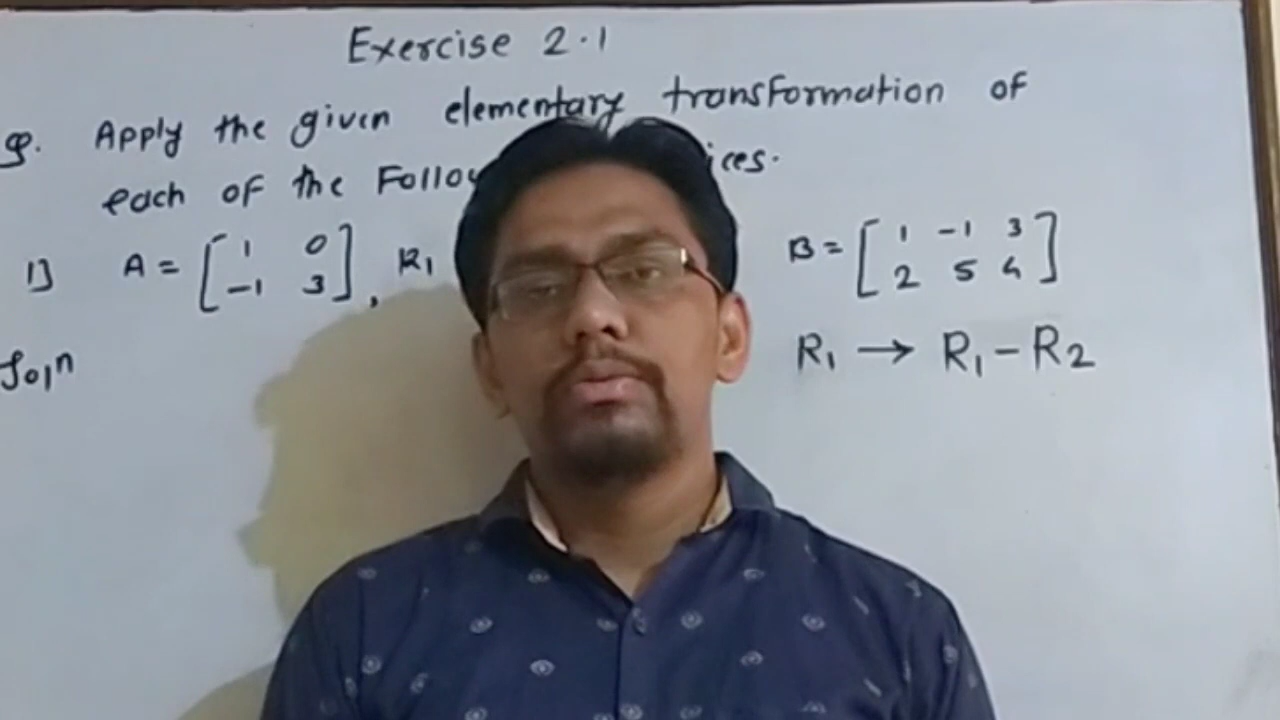 Exercise 2.1
Q. Apply the given elementary transformation of
each of the Follow ices.
1] A = [ 1 0 B = [ 1 -1 3
-1 3 ], R1 2 5 4 ]
Soln R1 → R1 - R2